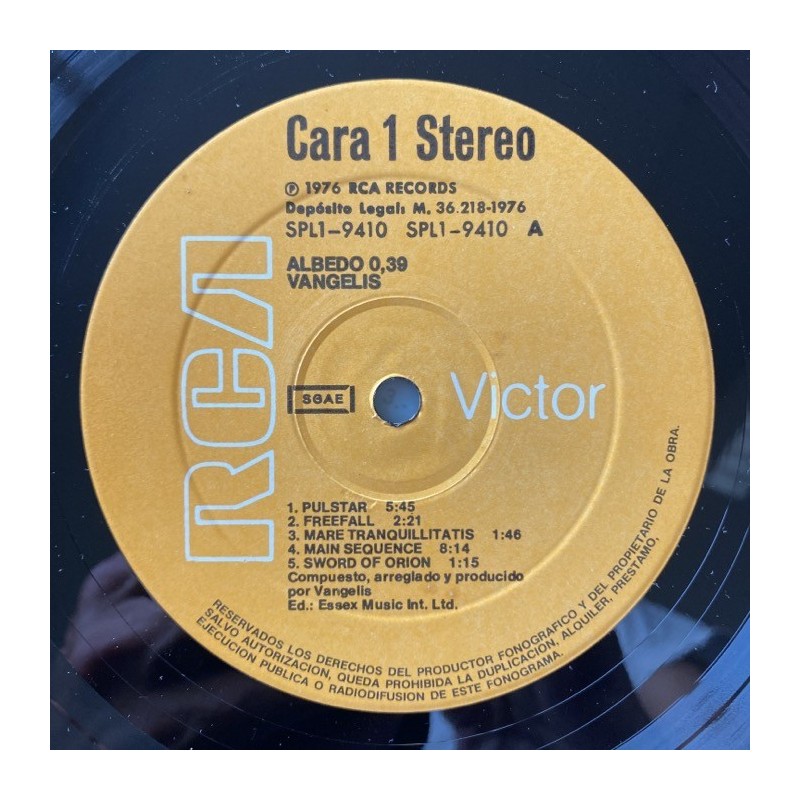 Cara 1 Stereo
℗ 1976 RCA RECORDS
Depósito Legal: M. 36.218-1976
SPL1-9410 SPL1-9410 A
ALBEDO 0,39
VANGELIS
RCA
SGAE
Victor
1. PULSTAR 5:45
2. FREEFALL 2:21
3. MARE TRANQUILLITATIS 1:46
4. MAIN SEQUENCE 8:14
5. SWORD OF ORION 1:15
Compuesto, arreglado y producido
por Vangelis
Ed.: Essex Music Int. Ltd.
RESERVADOS LOS DERECHOS DEL PRODUCTOR FONOGRAFICO Y DEL PROPIETARIO DE LA OBRA.
SALVO AUTORIZACION, QUEDA PROHIBIDA LA DUPLICACION, ALQUILER, PRESTAMO,
EJECUCION PUBLICA O RADIODIFUSION DE ESTE FONOGRAMA.